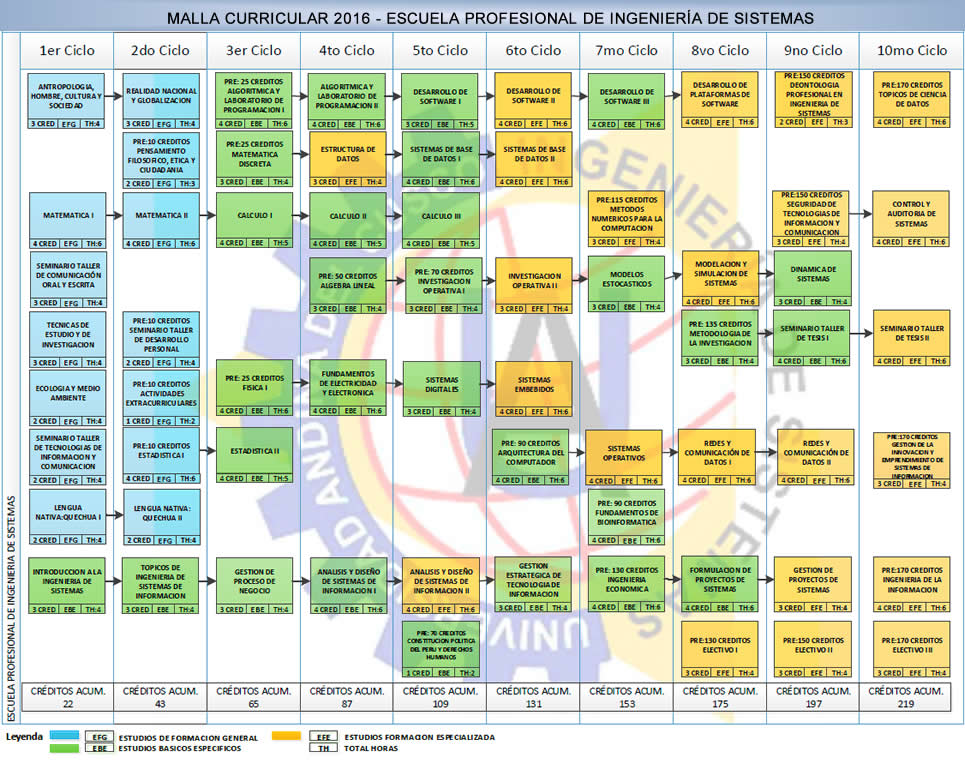 MALLA CURRICULAR 2016 - ESCUELA PROFESIONAL DE INGENIERÍA DE SISTEMAS
1er Ciclo
2do Ciclo
3er Ciclo
4to Ciclo
5to Ciclo
6to Ciclo
7mo Ciclo
8vo Ciclo
9no Ciclo
10mo Ciclo
ESCUELA PROFESIONAL DE INGENIERIA DE SISTEMAS
ANTROPOLOGIA,
HOMBRE, CULTURA Y
SOCIEDAD
3 CRED EFG TH:4
MATEMATICA I
4 CRED EFG TH:6
SEMINARIO TALLER
DE COMUNICACIÓN
ORAL Y ESCRITA
3 CRED EFG TH:4
TECNICAS DE
ESTUDIO Y DE
INVESTIGACION
3 CRED EFG TH:4
ECOLOGIA Y MEDIO
AMBIENTE
2 CRED EFG TH:4
SEMINARIO TALLER
DE TECNOLOGIAS DE
INFORMACION Y
COMUNICACION
2 CRED EFG TH:4
LENGUA
NATIVA:QUECHUA I
2 CRED EFG TH:4
INTRODUCCION A LA
INGENIERIA DE
SISTEMAS
3 CRED EBE TH:4
CRÉDITOS ACUM.
22
REALIDAD NACIONAL
Y GLOBALIZACION
3 CRED EFG TH:4
PRE:10 CREDITOS
PENSAMIENTO
FILOSORICO, ETICA Y
CIUDADANIA
2 CRED EFG TH:3
MATEMATICA II
4 CRED EFG TH:6
PRE:10 CREDITOS
SEMINARIO TALLER
DE DESARROLLO
PERSONAL
2 CRED EFG TH:4
PRE:10 CREDITOS
ACTIVIDADES
EXTRACURRICULARES
1 CRED EFG TH:2
PRE:10 CREDITOS
ESTADISTICA I
4 CRED EFG TH:6
LENGUA NATIVA:
QUECHUA II
2 CRED EFG TH:4
TOPICOS DE
INGENIERIA DE
SISTEMAS DE
INFORMACION
3 CRED EBE TH:4
CRÉDITOS ACUM.
43
PRE: 25 CREDITOS
ALGORITMICA Y
LABORATORIO DE
PROGRAMACION I
4 CRED EBE TH:6
PRE:25 CREDITOS
MATEMATICA
DISCRETA
4 CRED EBE TH:4
CALCULO I
4 CRED EBE TH:5
PRE: 25 CREDITOS
FISICA I
4 CRED EBE TH:6
ESTADISTICA II
3 CRED EBE TH:5
GESTION DE
PROCESO DE
NEGOCIO
3 CRED EBE TH:4
CRÉDITOS ACUM.
65
ALGORITMICA Y
LABORATORIO DE
PROGRAMACION II
4 CRED EBE TH:6
ESTRUCTURA DE
DATOS
3 CRED EFE TH:4
CALCULO II
4 CRED EBE TH:5
PRE: 50 CREDITOS
ALGEBRA LINEAL
3 CRED EBE TH:4
FUNDAMENTOS
DE ELECTRICIDAD
Y ELECTRONICA
4 CRED EBE TH:6
ANALISIS Y DISEÑO
DE SISTEMAS DE
INFORMACION I
4 CRED EBE TH:6
CRÉDITOS ACUM.
87
DESARROLLO DE
SOFTWARE I
3 CRED EBE TH:5
SISTEMAS DE BASE
DE DATOS I
4 CRED EBE TH:6
CALCULO III
4 CRED EBE TH:5
PRE: 70 CREDITOS
INVESTIGACION
OPERATIVA I
3 CRED EBE TH:4
SISTEMAS
DIGITALES
3 CRED EBE TH:4
ANALISIS Y DISEÑO
DE SISTEMAS DE
INFORMACION II
4 CRED EFE TH:6
PRE: 70 CREDITOS
CONSTITUCION POLITICA
DEL PERU Y DERECHOS
HUMANOS
1 CRED EBE TH:2
CRÉDITOS ACUM.
109
DESARROLLO DE
SOFTWARE II
4 CRED EFE TH:6
SISTEMAS DE BASE
DE DATOS II
4 CRED EFE TH:6
INVESTIGACION
OPERATIVA II
3 CRED EFE TH:4
SISTEMAS
EMBEBIDOS
4 CRED EFE TH:6
PRE: 90 CREDITOS
ARQUITECTURA DEL
COMPUTADOR
4 CRED EBE TH:6
GESTION
ESTRATEGICA DE
TECNOLOGIA DE
INFORMACION
3 CRED EBE TH:4
CRÉDITOS ACUM.
131
DESARROLLO DE
SOFTWARE III
4 CRED EBE TH:6
PRE:115 CREDITOS
METODOS
NUMERICOS PARA LA
COMPUTACION
3 CRED EFE TH:4
MODELOS
ESTOCASTICOS
3 CRED EBE TH:4
SISTEMAS
OPERATIVOS
4 CRED EFE TH:6
PRE: 90 CREDITOS
FUNDAMENTOS DE
BIOINFORMATICA
4 CRED EBE TH:6
PRE: 130 CREDITOS
INGENIERIA
ECONOMICA
4 CRED EBE TH:6
CRÉDITOS ACUM.
153
DESARROLLO DE
PLATAFORMAS DE
SOFTWARE
4 CRED EFE TH:6
MODELACION Y
SIMULACION DE
SISTEMAS
4 CRED EFE TH:6
PRE: 135 CREDITOS
METODOLOGIA DE
LA INVESTIGACION
3 CRED EBE TH:4
REDES Y
COMUNICACIÓN DE
DATOS I
4 CRED EFE TH:6
FORMULACION DE
PROYECTOS DE
SISTEMAS
4 CRED EBE TH:6
PRE:130 CREDITOS
ELECTIVO I
3 CRED EFE TH:4
CRÉDITOS ACUM.
175
PRE:150 CREDITOS
DEONTOLOGIA
PROFESIONAL EN
INGENIERIA DE
SISTEMAS
2 CRED EFE TH:3
PRE:150 CREDITOS
SEGURIDAD DE
TECNOLOGIAS DE
INFORMACION Y
COMUNICACIÓN
3 CRED EFE TH:4
DINAMICA DE
SISTEMAS
3 CRED EBE TH:4
SEMINARIO TALLER
DE TESIS I
4 CRED EBE TH:6
REDES Y
COMUNICACIÓN DE
DATOS II
4 CRED EFE TH:6
GESTION DE
PROYECTOS DE
SISTEMAS
3 CRED EFE TH:4
PRE:150 CREDITOS
ELECTIVO II
3 CRED EFE TH:4
CRÉDITOS ACUM.
197
PRE:170 CREDITOS
TOPICOS DE CIENCIA
DE DATOS
4 CRED EFE TH:6
CONTROL Y
AUDITORIA DE
SISTEMAS
4 CRED EFE TH:6
SEMINARIO TALLER
DE TESIS II
4 CRED EFE TH:6
PRE:170 CREDITOS
GESTION DE LA
INNOVACION Y
EMPRENDIMIENTO DE
SISTEMAS DE
INFORMACION
3 CRED EFE TH:4
PRE:170 CREDITOS
INGENIERIA DE LA
INFORMACION
4 CRED EFE TH:6
PRE:170 CREDITOS
ELECTIVO III
3 CRED EFE TH:4
CRÉDITOS ACUM.
219
Leyenda
EFG ESTUDIOS DE FORMACION GENERAL
EBE ESTUDIOS BASICOS ESPECIFICOS
EFE ESTUDIOS FORMACION ESPECIALIZADA
TH TOTAL HORAS